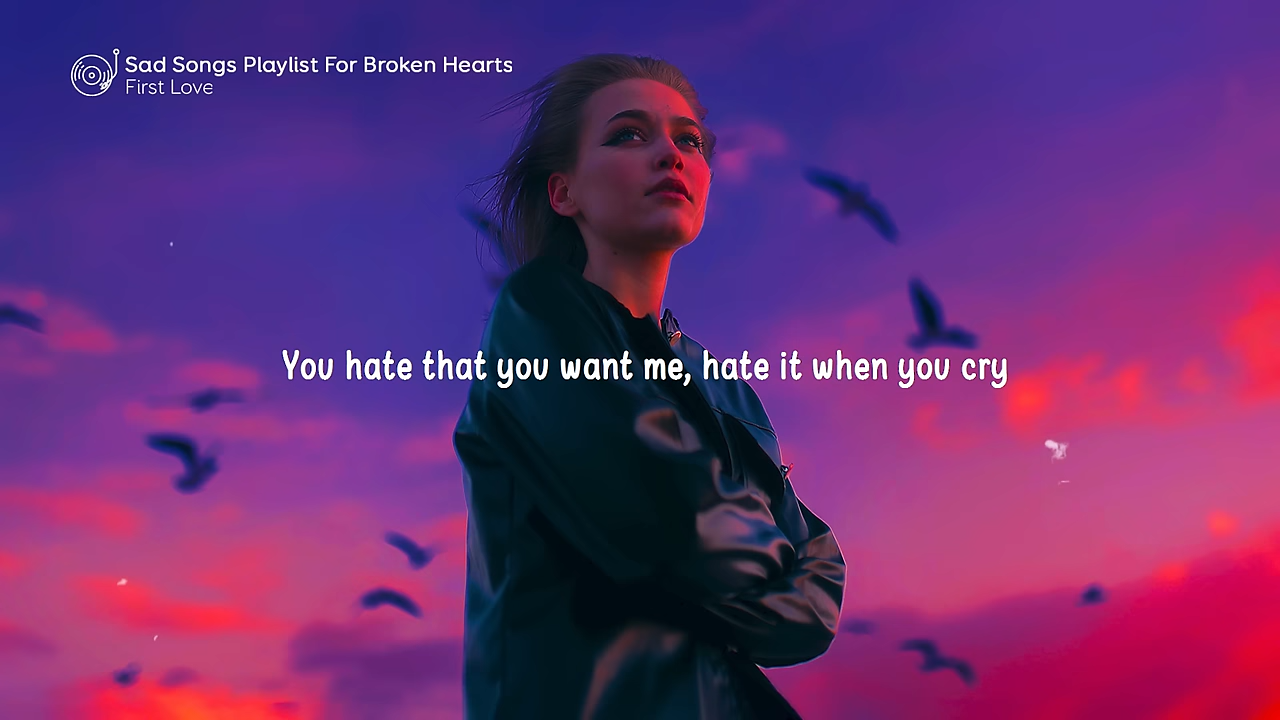 Sad Songs Playlist For Broken Hearts
First Love
You hate that you want me, hate it when you cry